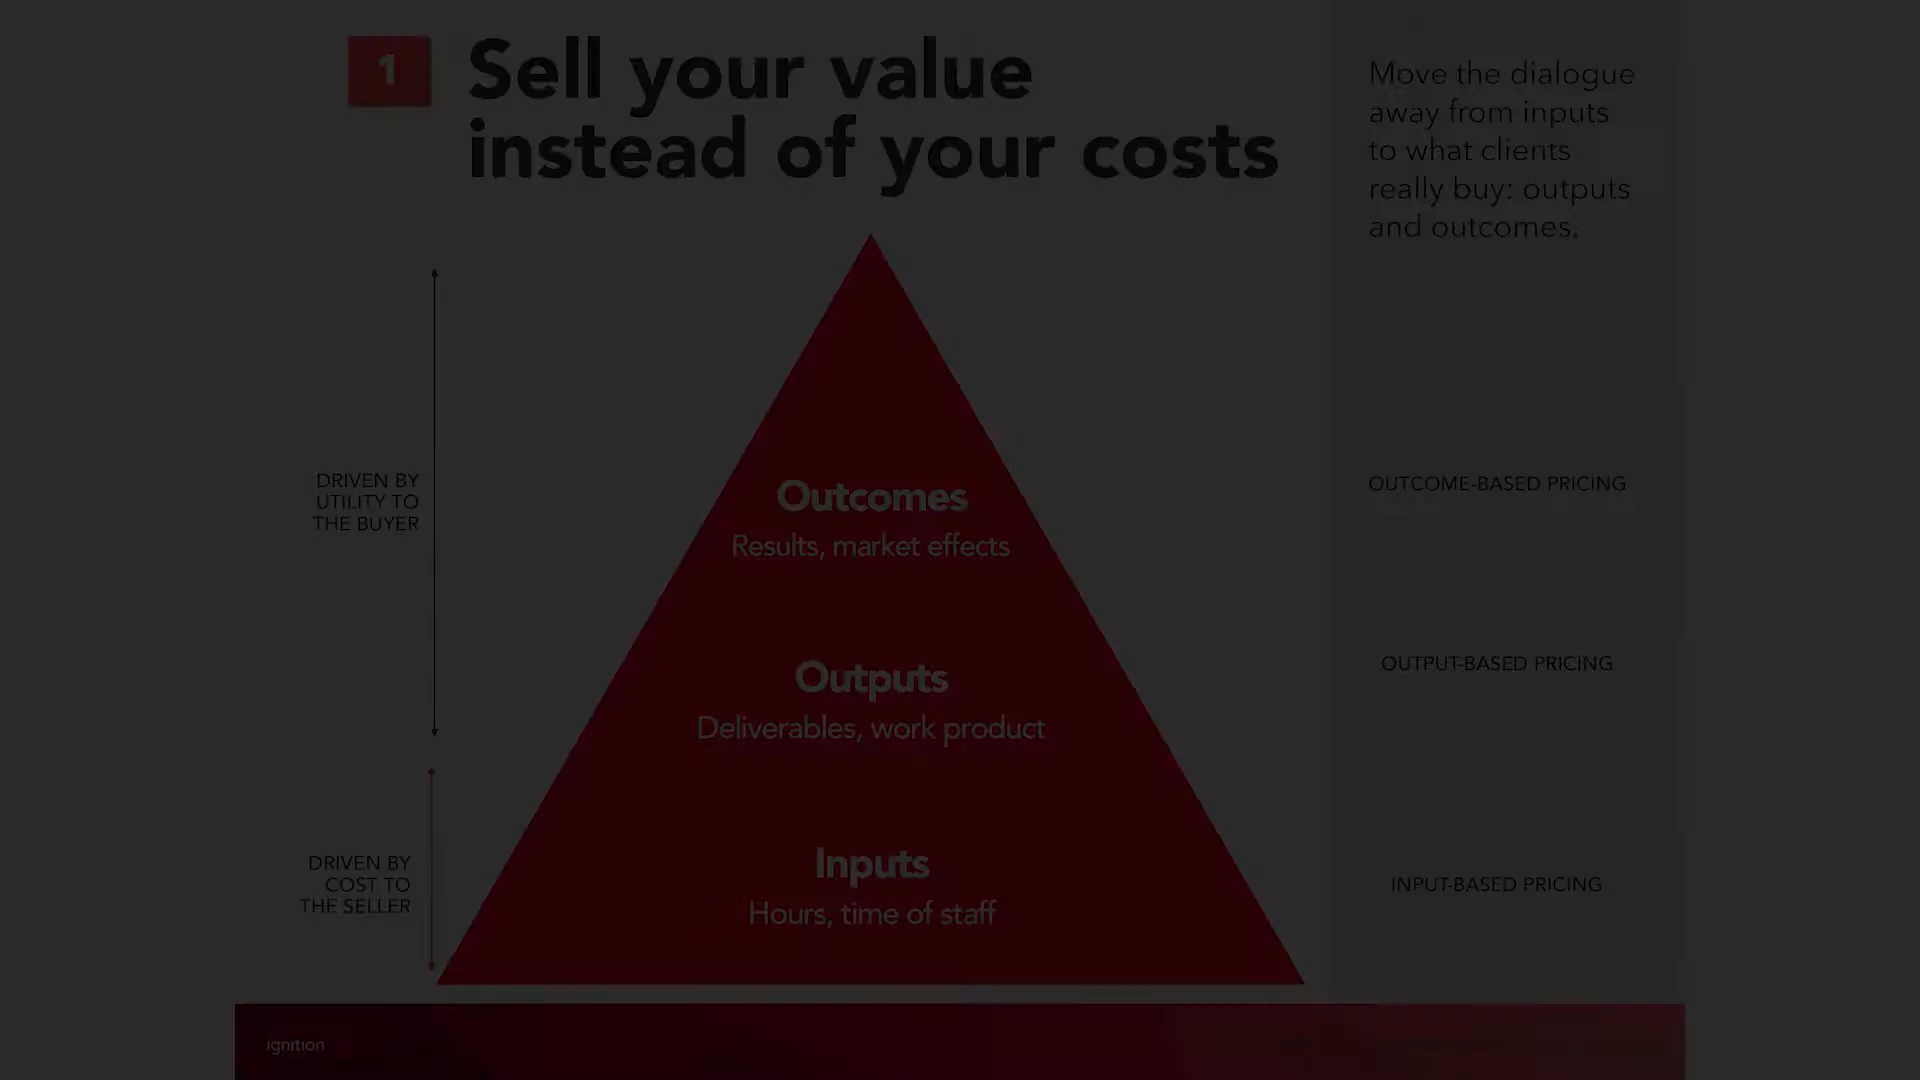 1
Sell your value
instead of your costs
Move the dialogue
away from inputs
to what clients
really buy: outputs
and outcomes.
DRIVEN BY
UTILITY TO
THE BUYER
Outcomes
Results, market effects
OUTCOME-BASED PRICING
Outputs
Deliverables, work product
OUTPUT-BASED PRICING
DRIVEN BY
COST TO
THE SELLER
Inputs
Hours, time of staff
INPUT-BASED PRICING
ignition